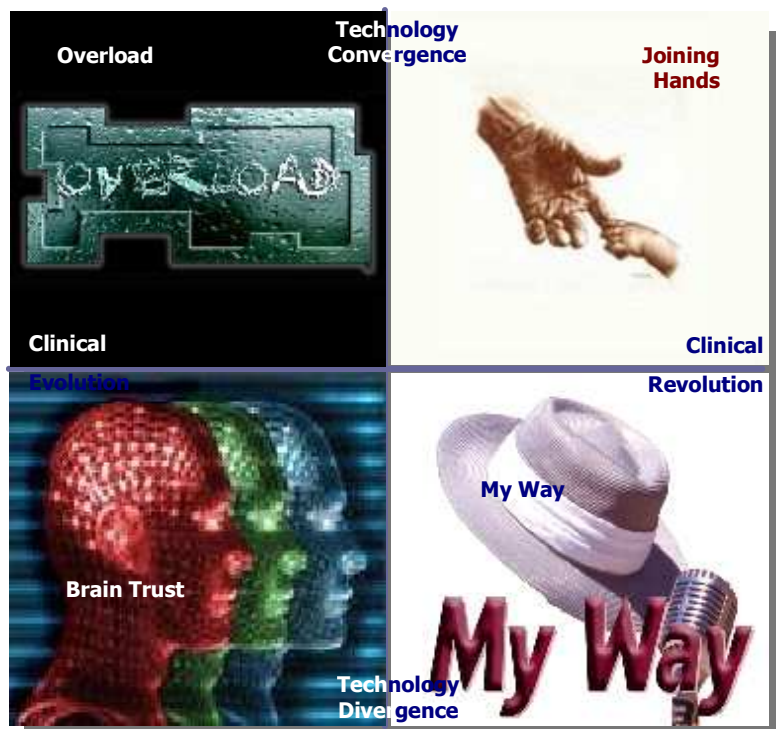 Overload
Technology
Convergence
Joining
Hands
OVERLOAD
Clinical
Evolution
Clinical
Revolution
My Way
Brain Trust
My Way
Technology
Divergence